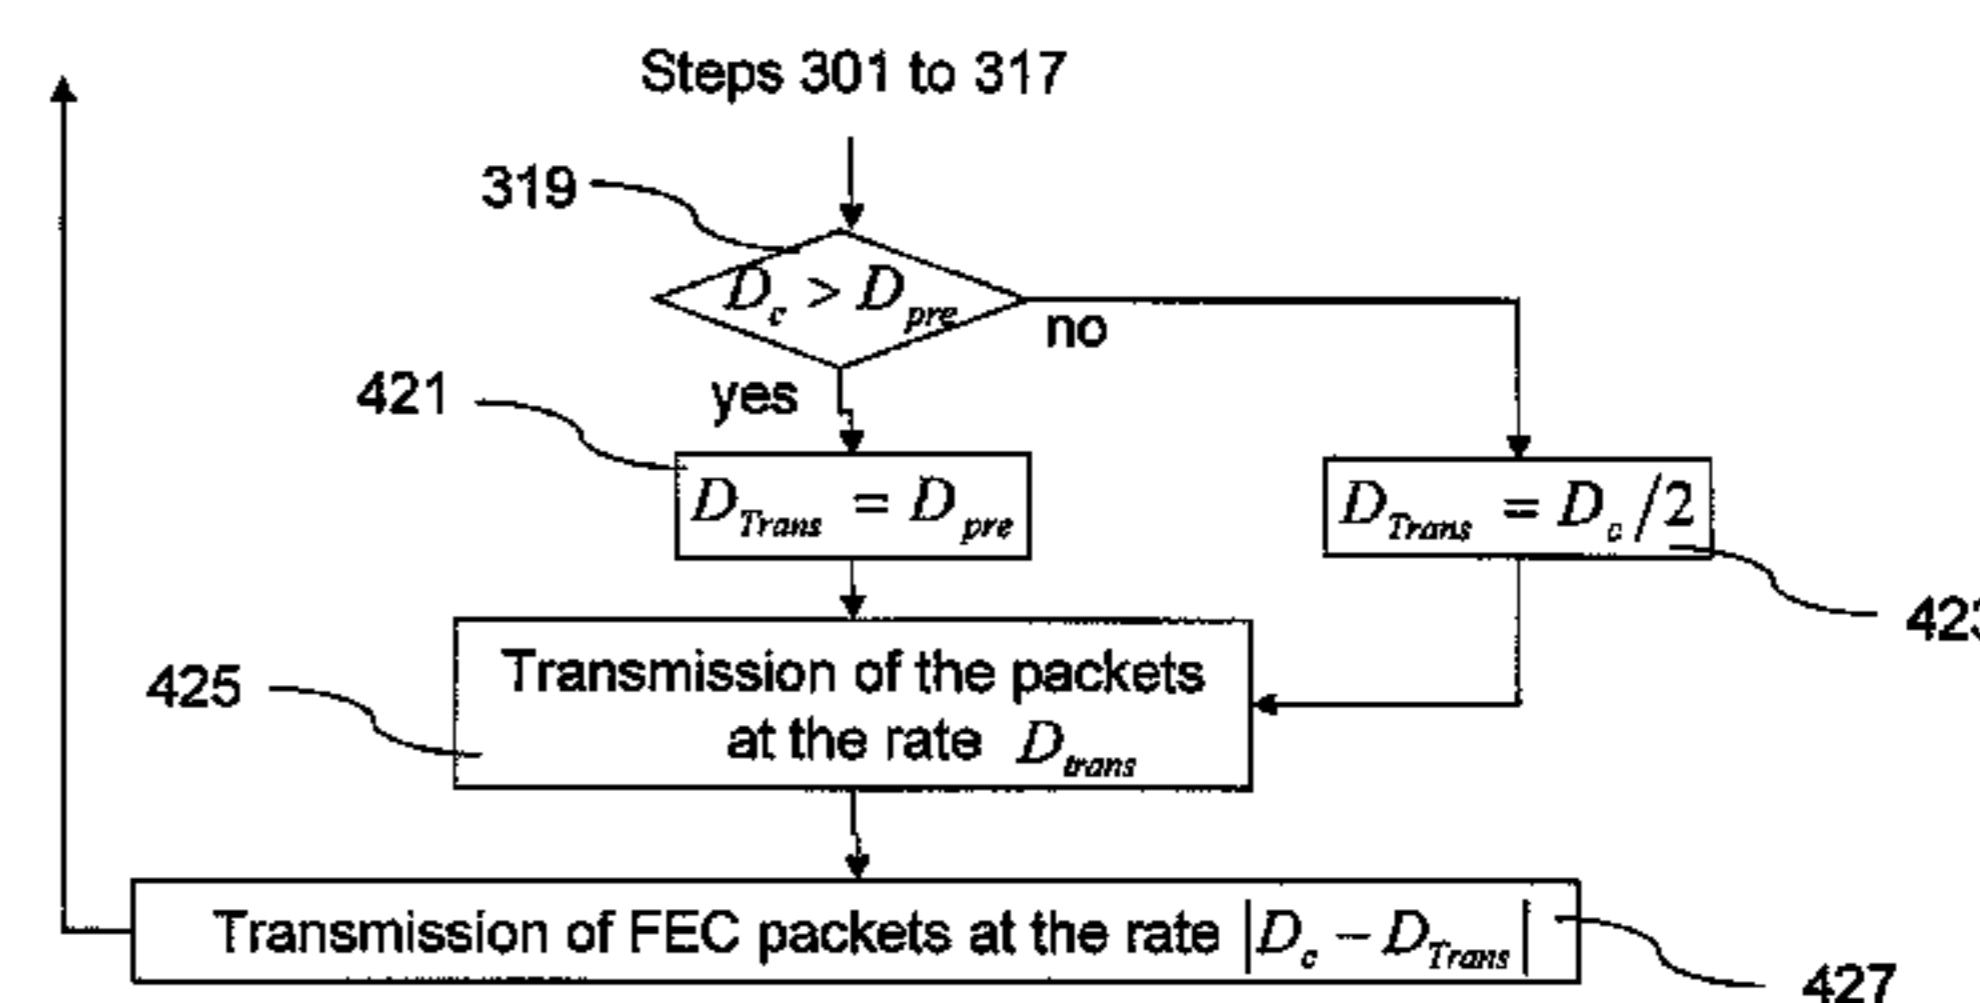 Steps 301 to 317
319
D_c > D_pre
no
yes
421
D_Trans = D_pre
D_Trans = D_c/2
423
425
Transmission of the packets
at the rate D_trans
Transmission of FEC packets at the rate |D_c − D_Trans|
427